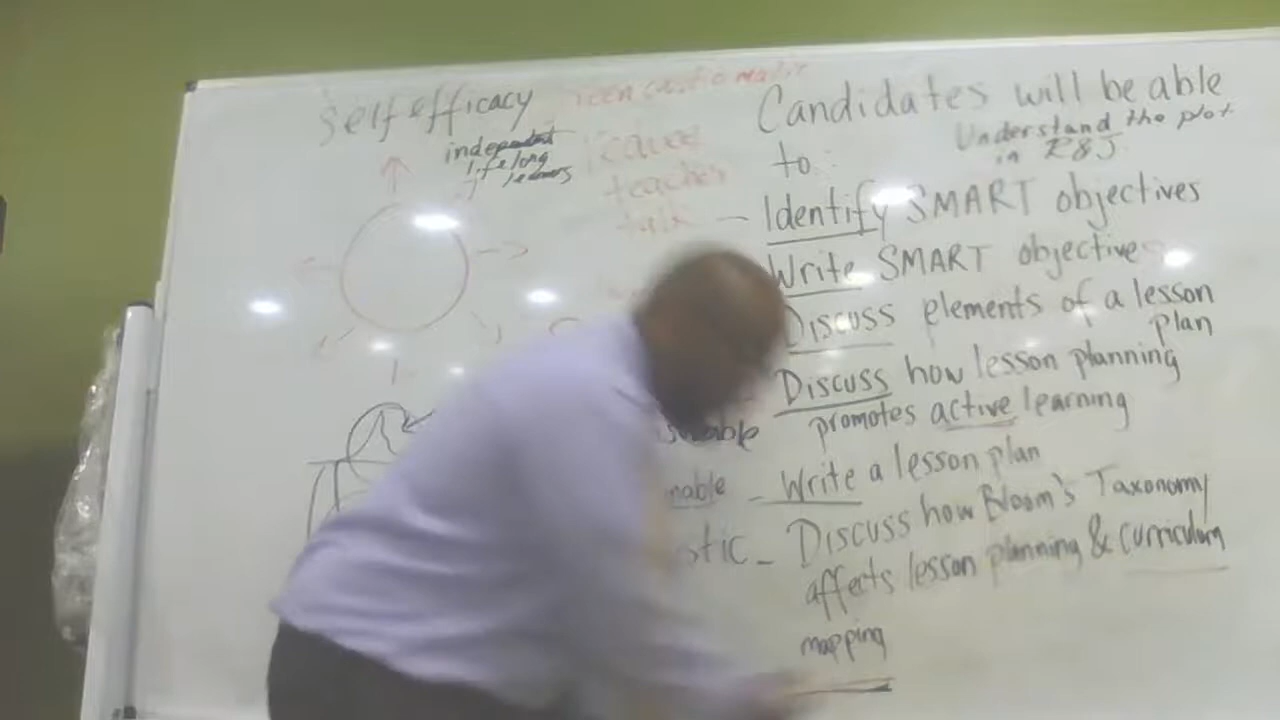 Self efficacy
independent
lifelong
learners
teacher
talk
Candidates will be able
to:
Understand the plot
in R&J
- Identify SMART objectives
Write SMART objectives
Discuss elements of a lesson
plan
Discuss how lesson planning
promotes active learning
- Write a lesson plan
- Discuss how Bloom's Taxonomy
affects lesson planning & curriculum
mapping